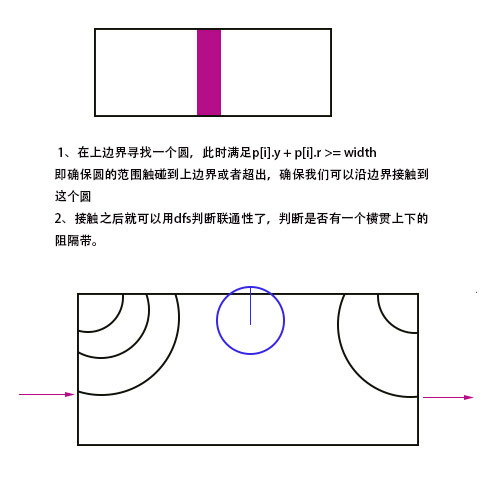 1、在上边界寻找一个圆，此时满足p[i].y + p[i].r >= width
即确保圆的范围触碰到上边界或者超出，确保我们可以沿边界接触到
这个圆
2、接触之后就可以用dfs判断联通性了，判断是否有一个横贯上下的
阻隔带。